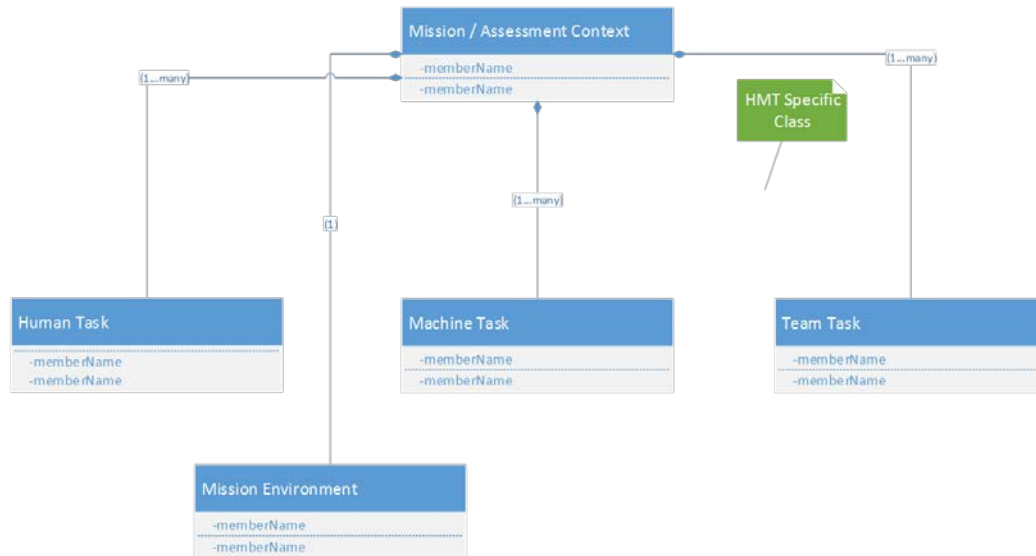 Mission / Assessment Context
-memberName
-memberName
(1...many)
(1...many)
HMT Specific
Class
(1...many)
(1)
Human Task
-memberName
-memberName
Machine Task
-memberName
-memberName
Team Task
-memberName
-memberName
Mission Environment
-memberName
-memberName